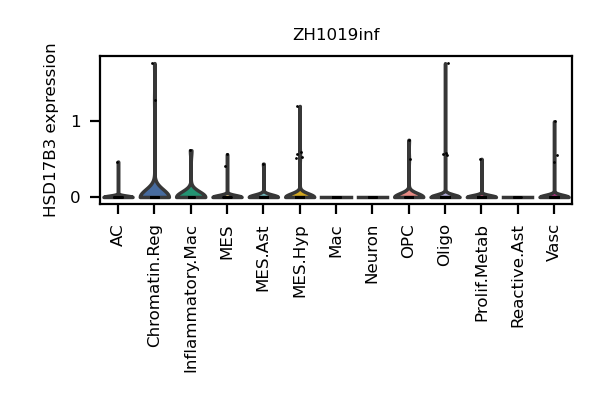 ZH1019inf
HSD17B3 expression
1
0
AC
Chromatin.Reg
Inflammatory.Mac
MES
MES.Ast
MES.Hyp
Mac
Neuron
OPC
Oligo
Prolif.Metab
Reactive.Ast
Vasc